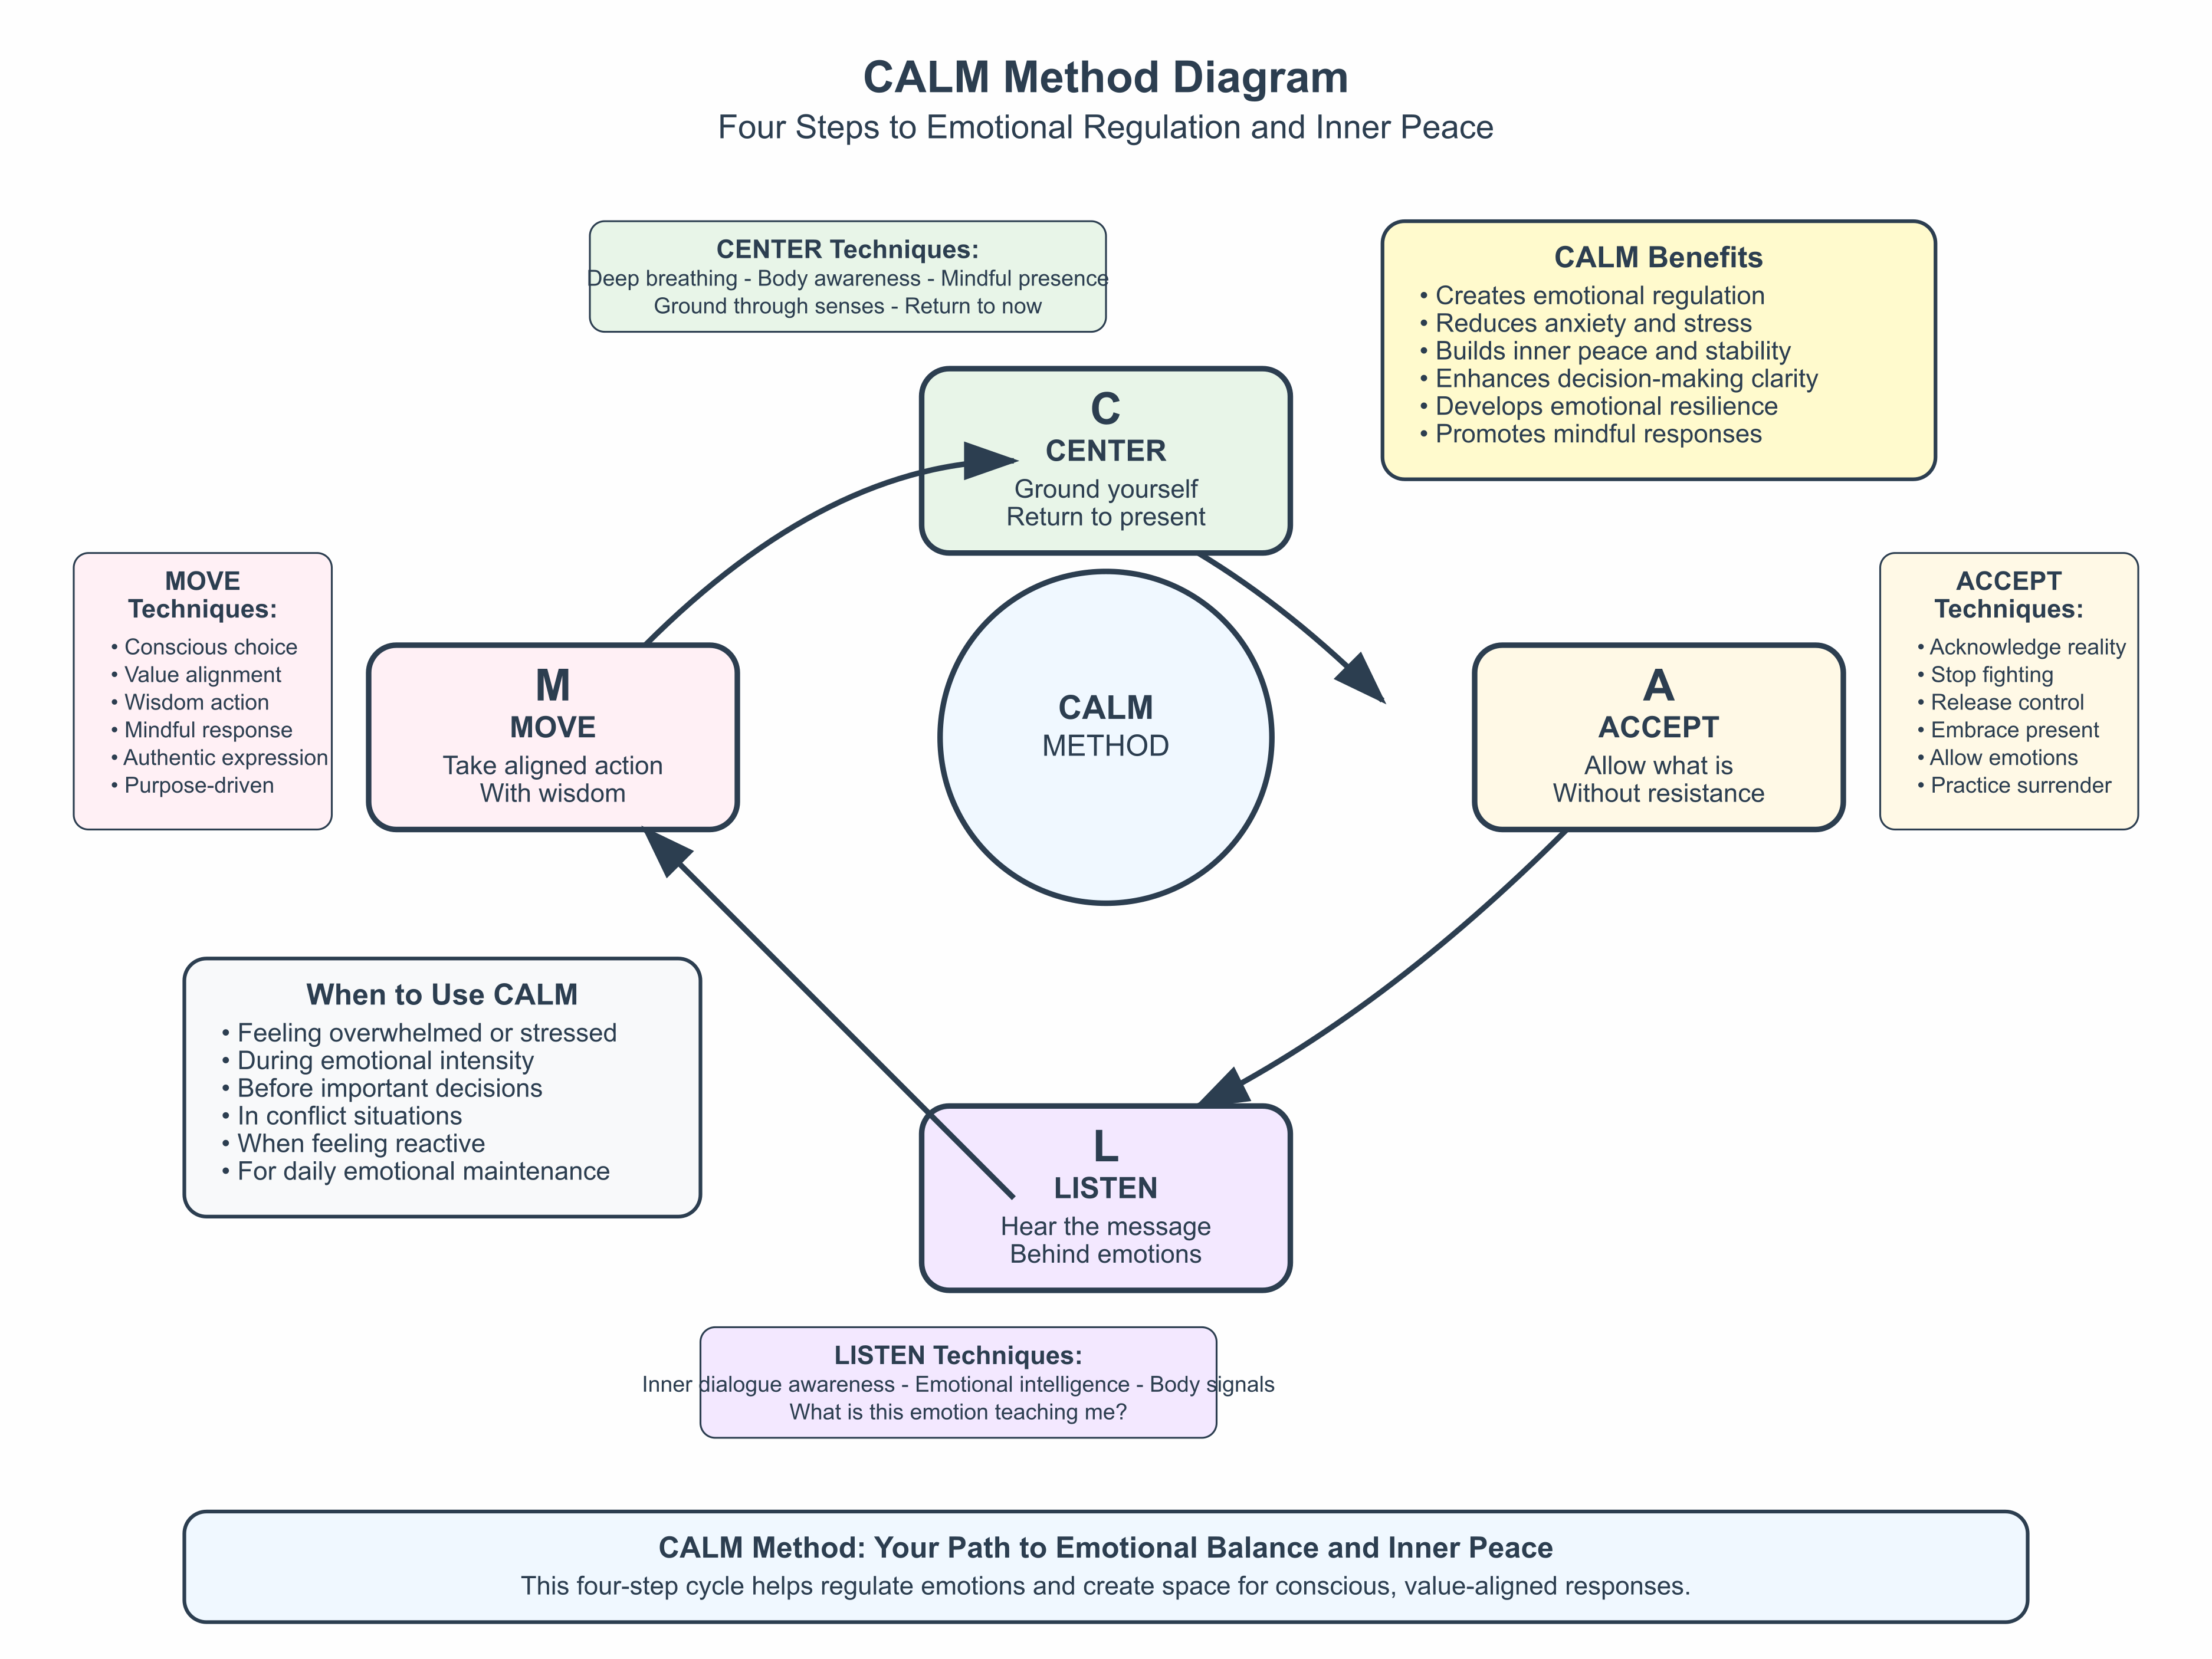 CALM Method Diagram
Four Steps to Emotional Regulation and Inner Peace
CENTER Techniques:
Deep breathing - Body awareness - Mindful presence
Ground through senses - Return to now
CALM Benefits
• Creates emotional regulation
• Reduces anxiety and stress
• Builds inner peace and stability
• Enhances decision-making clarity
• Develops emotional resilience
• Promotes mindful responses
C
CENTER
Ground yourself
Return to present
MOVE
Techniques:
• Conscious choice
• Value alignment
• Wisdom action
• Mindful response
• Authentic expression
• Purpose-driven
M
MOVE
Take aligned action
With wisdom
CALM
METHOD
A
ACCEPT
Allow what is
Without resistance
ACCEPT
Techniques:
• Acknowledge reality
• Stop fighting
• Release control
• Embrace present
• Allow emotions
• Practice surrender
When to Use CALM
• Feeling overwhelmed or stressed
• During emotional intensity
• Before important decisions
• In conflict situations
• When feeling reactive
• For daily emotional maintenance
L
LISTEN
Hear the message
Behind emotions
LISTEN Techniques:
Inner dialogue awareness - Emotional intelligence - Body signals
What is this emotion teaching me?
CALM Method: Your Path to Emotional Balance and Inner Peace
This four-step cycle helps regulate emotions and create space for conscious, value-aligned responses.